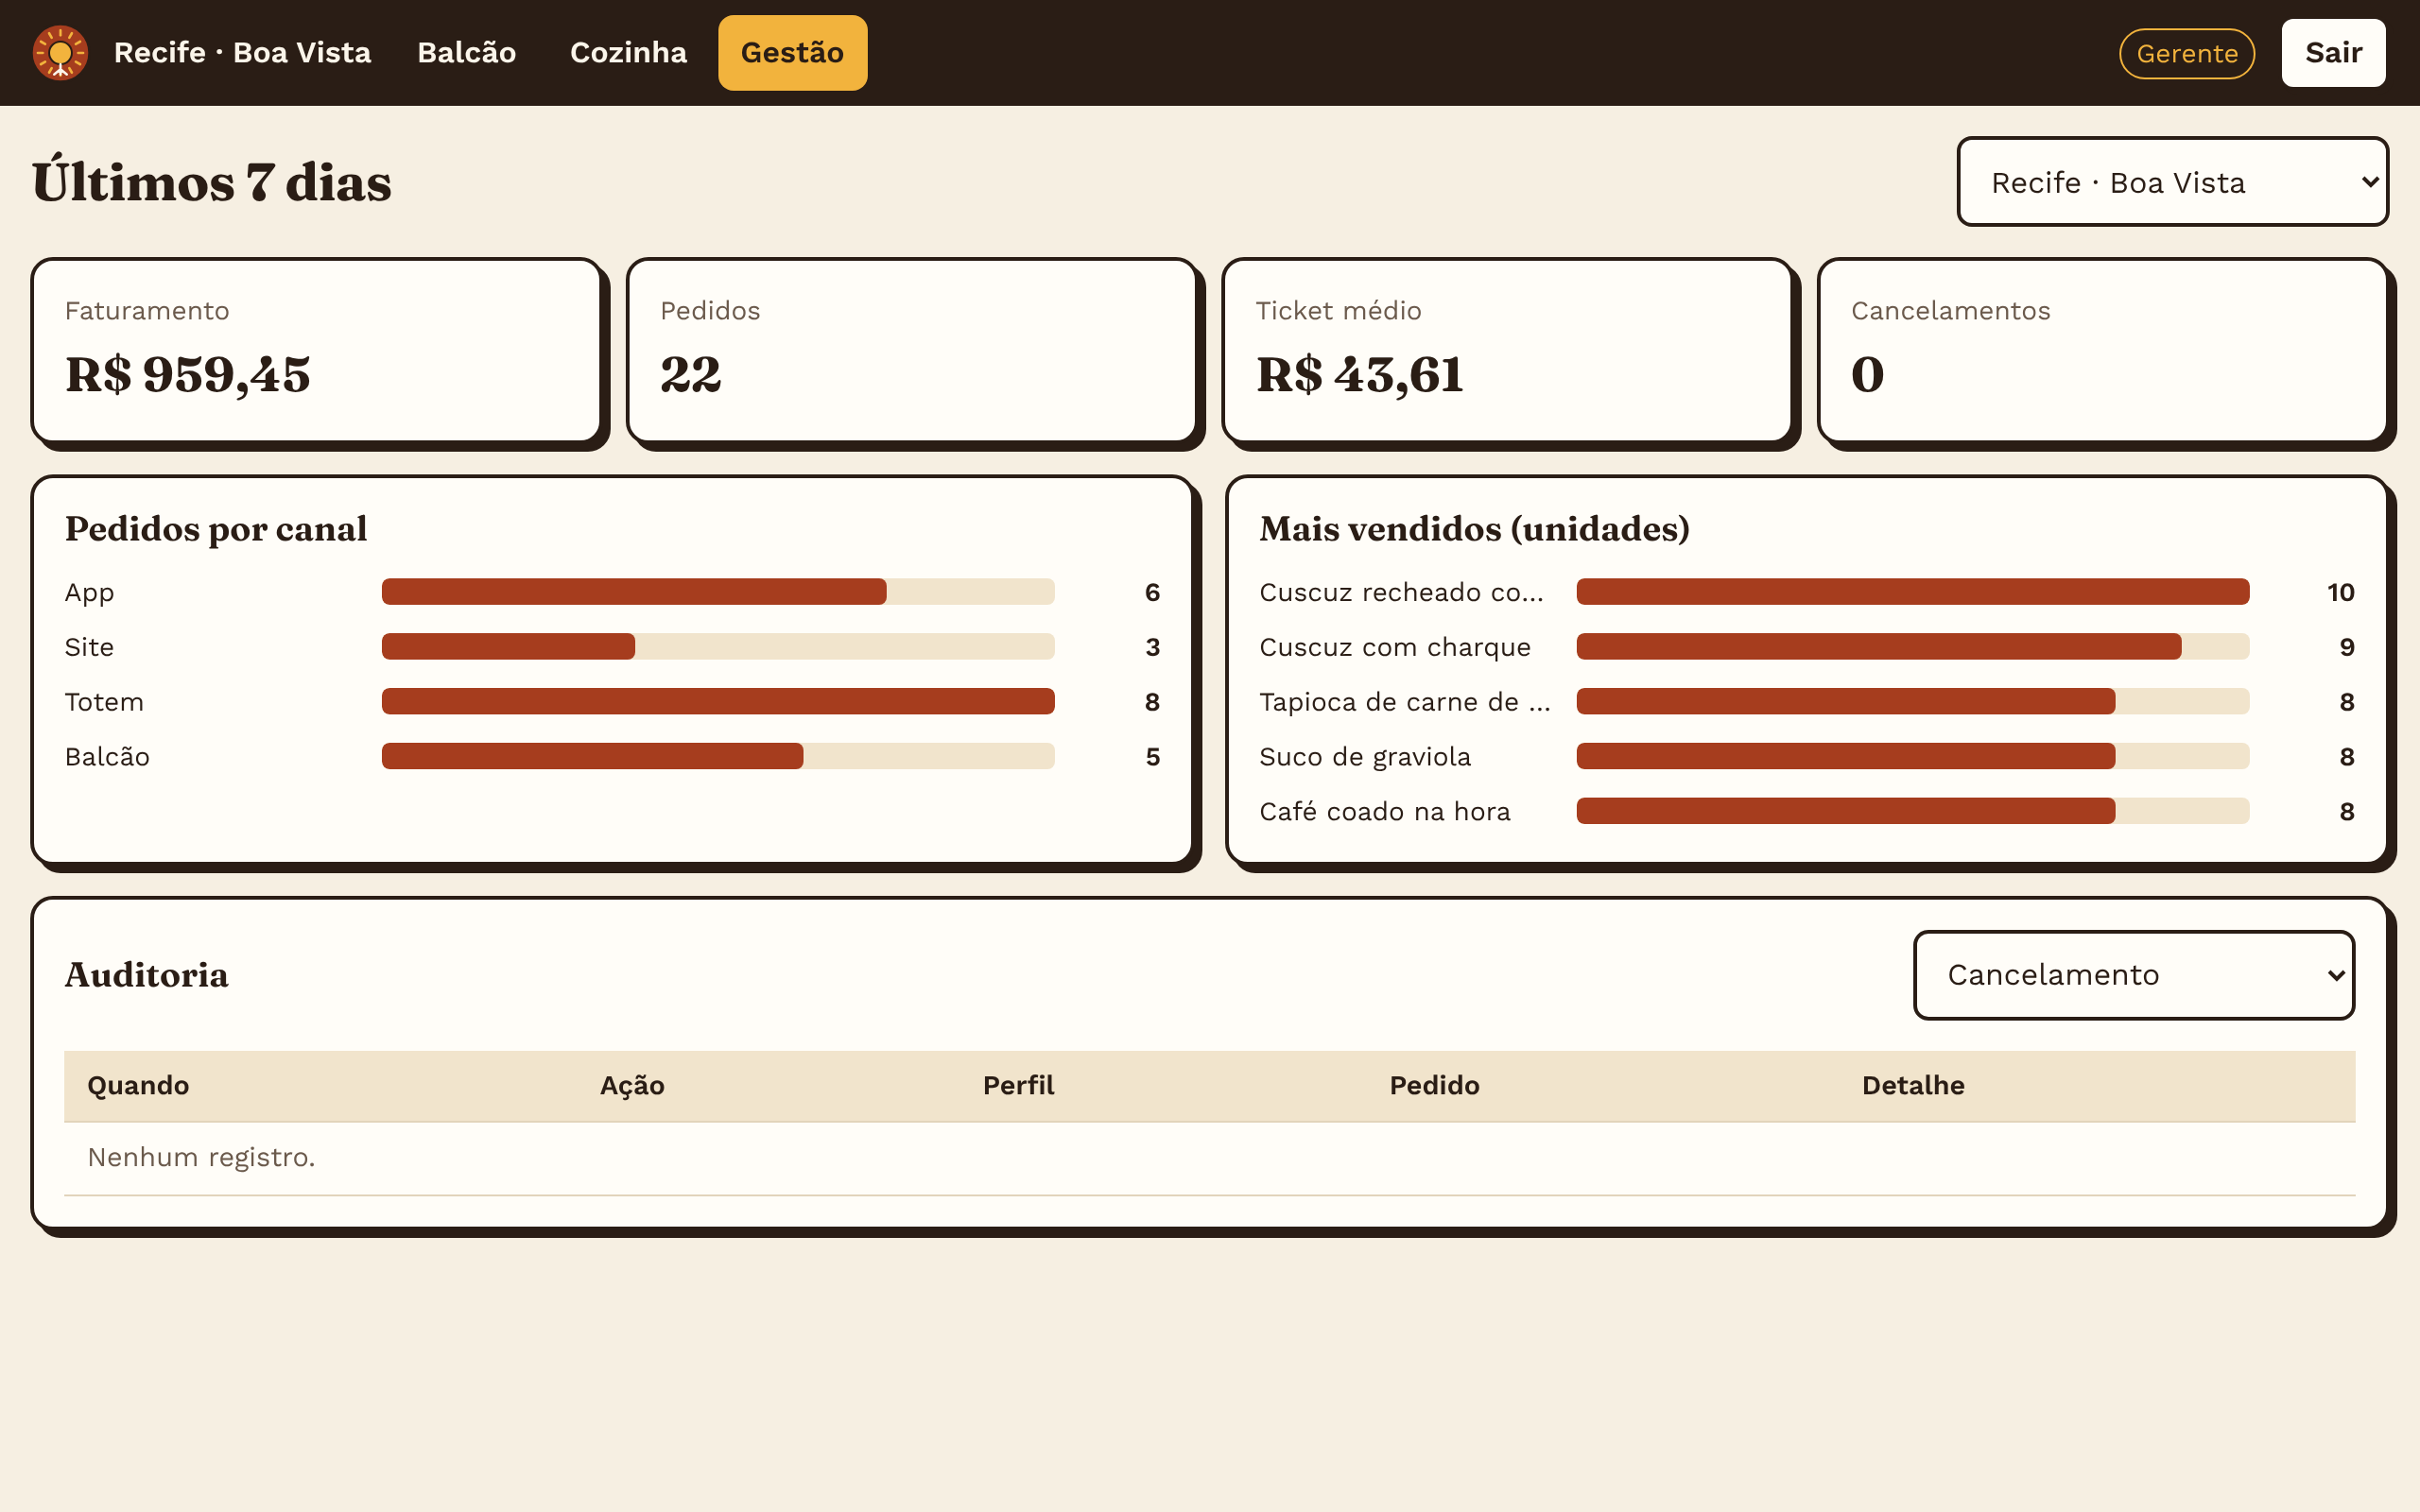 Recife · Boa Vista Balcão Cozinha Gestão Gerente Sair
Últimos 7 dias Recife · Boa Vista
Faturamento
R$ 959,45
Pedidos
22
Ticket médio
R$ 43,61
Cancelamentos
0
Pedidos por canal
App 6
Site 3
Totem 8
Balcão 5
Mais vendidos (unidades)
Cuscuz recheado co... 10
Cuscuz com charque 9
Tapioca de carne de ... 8
Suco de graviola 8
Café coado na hora 8
Auditoria Cancelamento
Quando Ação Perfil Pedido Detalhe
Nenhum registro.